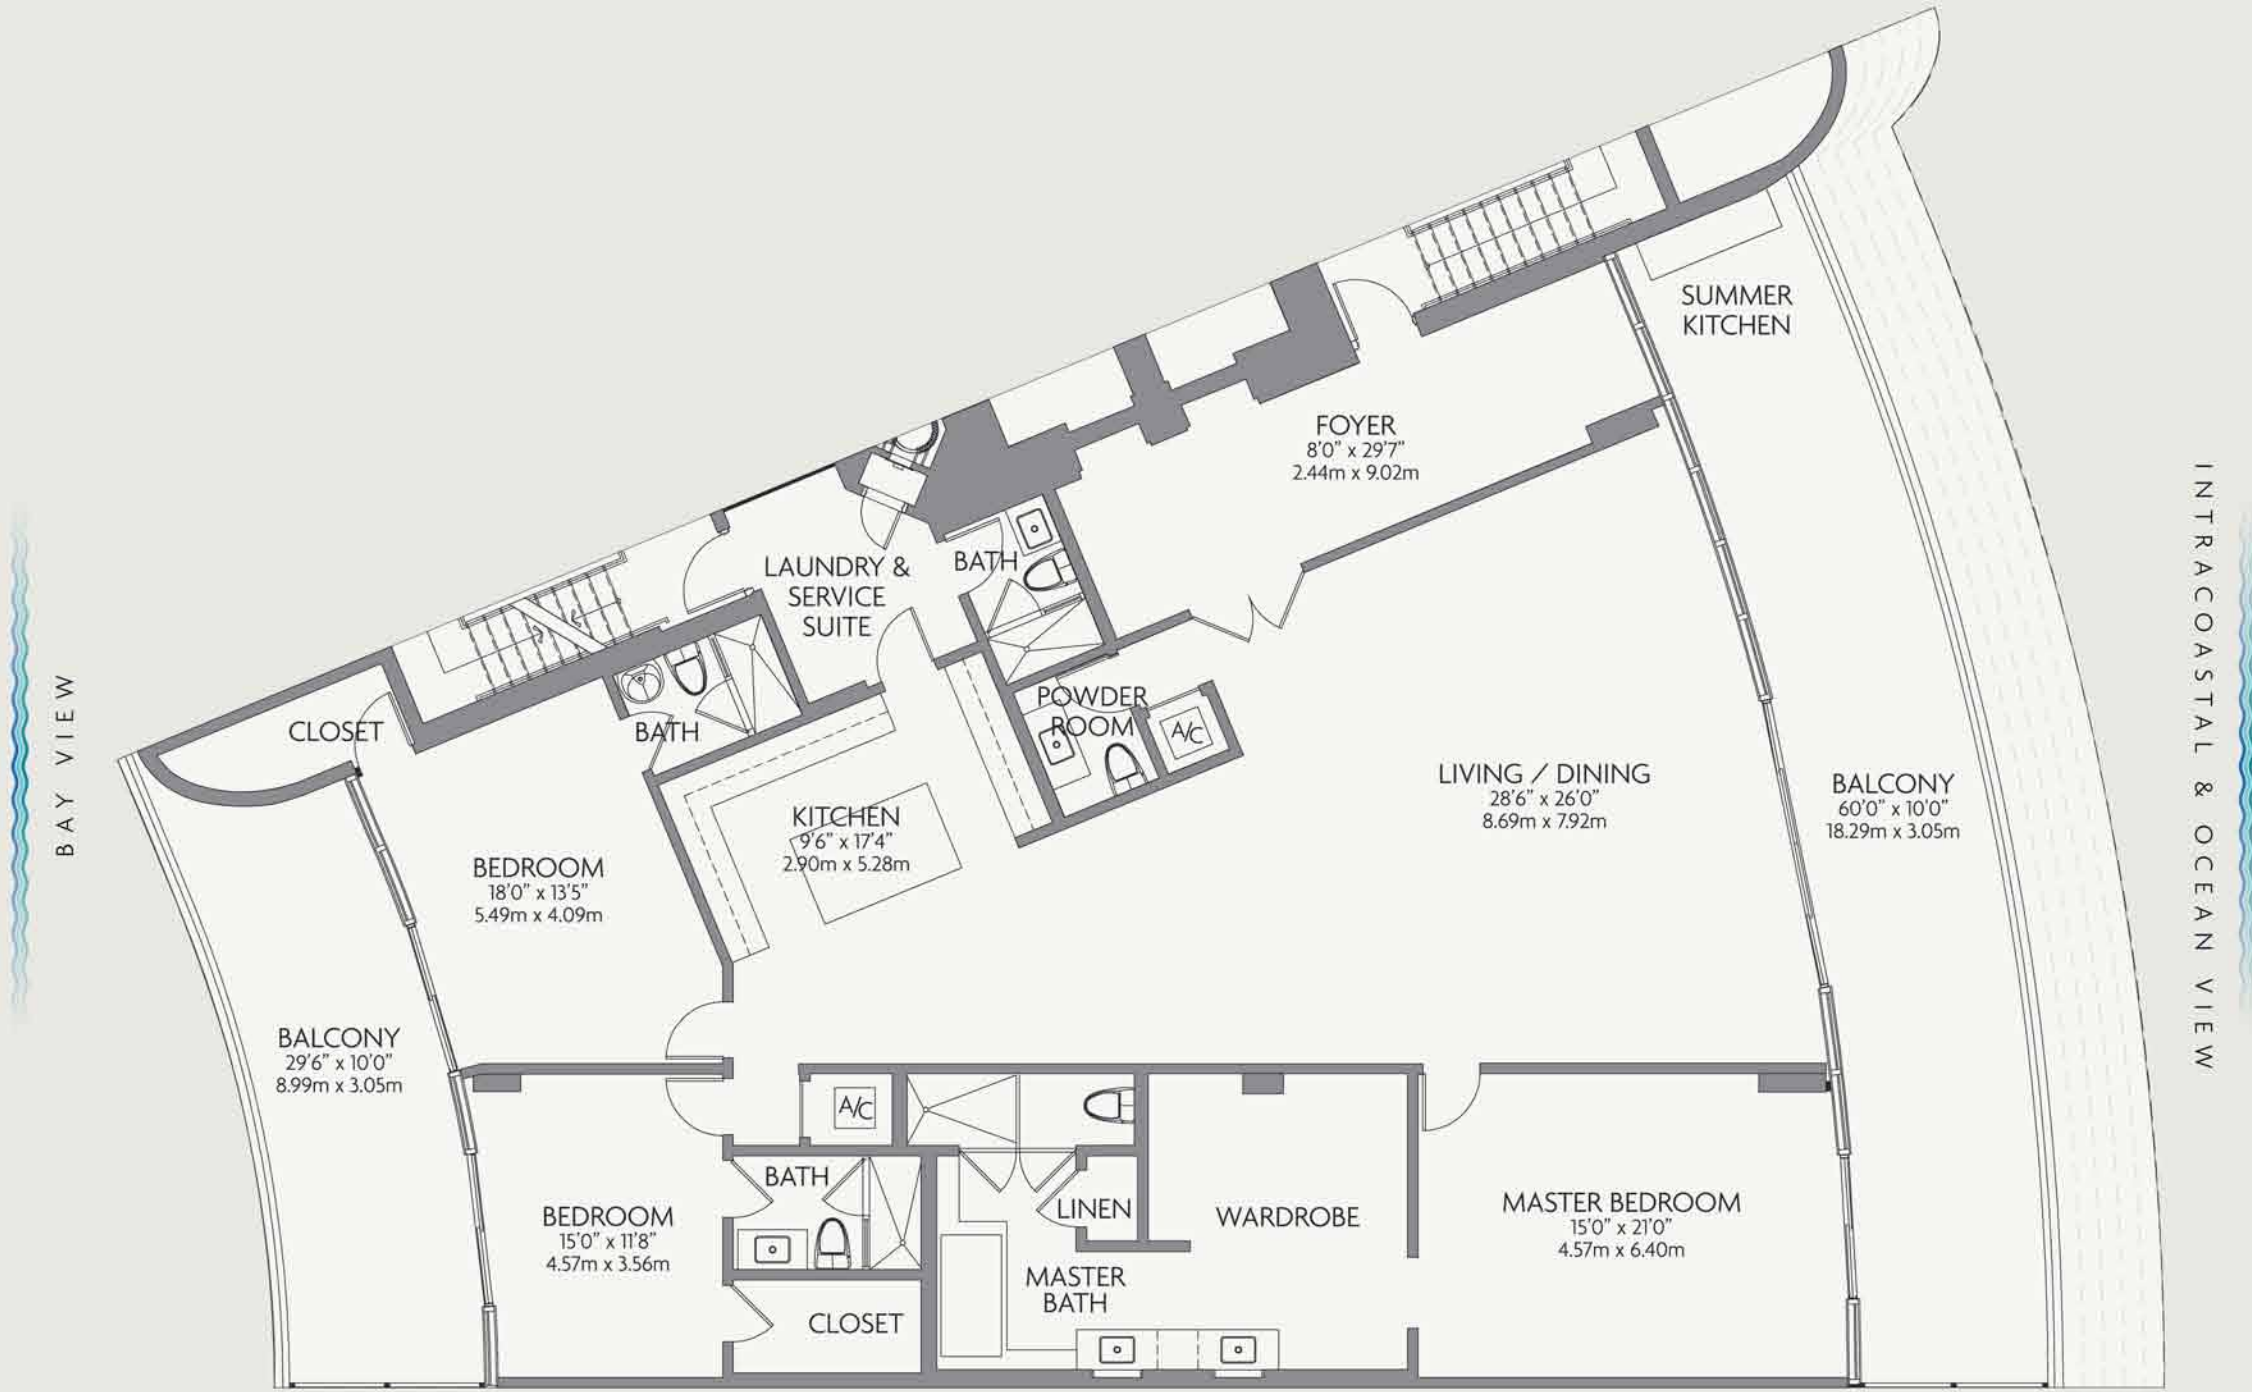 SUMMER
KITCHEN
FOYER
8'0" x 29'7"
2.44m x 9.02m
LAUNDRY &
SERVICE
SUITE
BATH
POWDER
ROOM
A/C
CLOSET
BATH
KITCHEN
9'6" x 17'4"
2.90m x 5.28m
LIVING / DINING
28'6" x 26'0"
8.69m x 7.92m
BALCONY
60'0" x 10'0"
18.29m x 3.05m
BEDROOM
18'0" x 13'5"
5.49m x 4.09m
BALCONY
29'6" x 10'0"
8.99m x 3.05m
A/C
BATH
LINEN
WARDROBE
MASTER BEDROOM
15'0" x 21'0"
4.57m x 6.40m
BEDROOM
15'0" x 11'8"
4.57m x 3.56m
MASTER
BATH
CLOSET
BAY VIEW
INTRACOASTAL & OCEAN VIEW